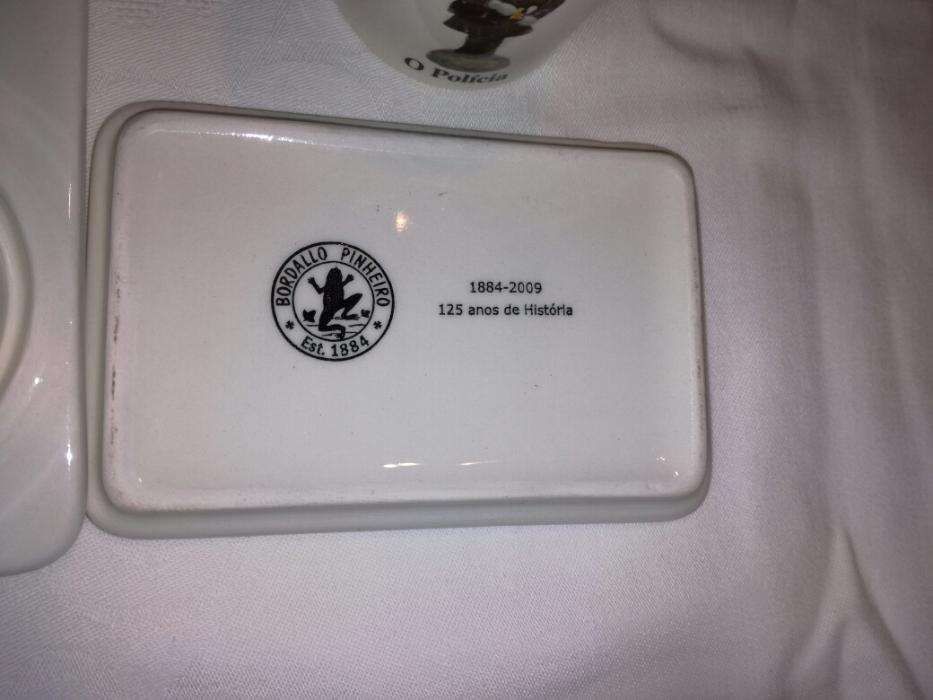 O Polícia
BORDALLO PINHEIRO
Est. 1884
1884-2009
125 anos de História